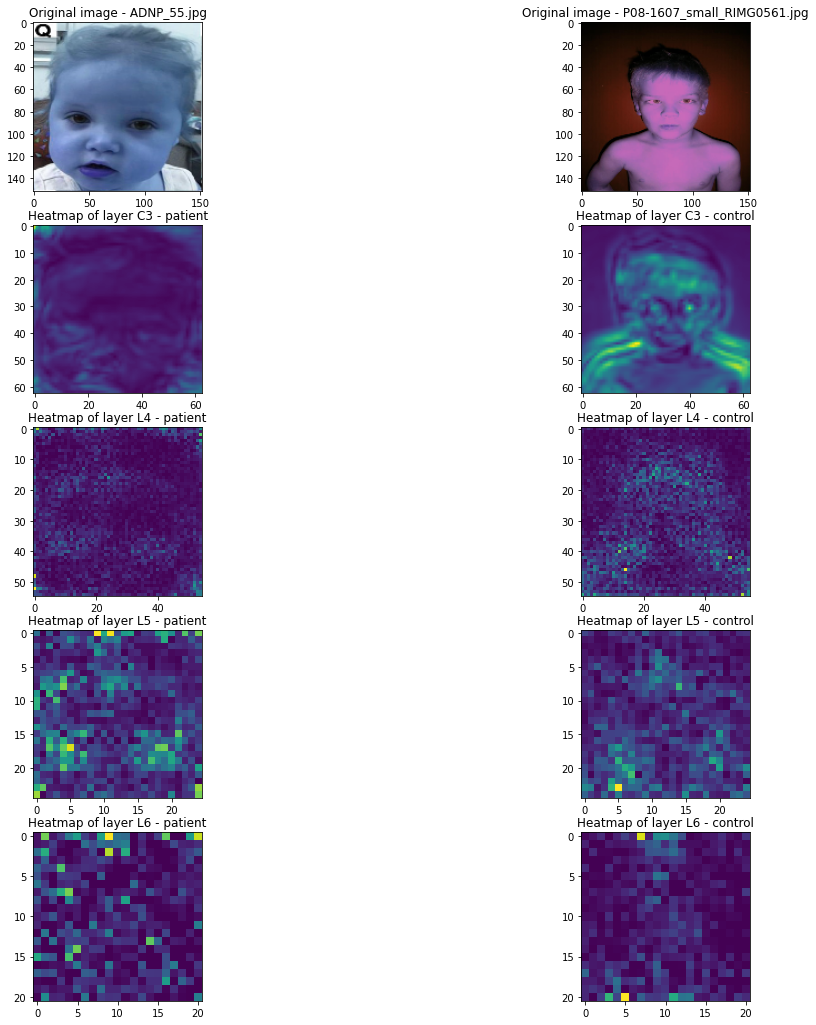 Original image - ADNP_55.jpg
Original image - P08-1607_small_RIMG0561.jpg
Q
0
20
40
60
80
100
120
140
0 50 100 150
0
20
40
60
80
100
120
140
0 50 100 150
Heatmap of layer C3 - patient
Heatmap of layer C3 - control
0
10
20
30
40
50
60
0 20 40 60
0
10
20
30
40
50
60
0 20 40 60
Heatmap of layer L4 - patient
Heatmap of layer L4 - control
0
10
20
30
40
50
0 20 40
0
10
20
30
40
50
0 20 40
Heatmap of layer L5 - patient
Heatmap of layer L5 - control
0
5
10
15
20
0 5 10 15 20
0
5
10
15
20
0 5 10 15 20
Heatmap of layer L6 - patient
Heatmap of layer L6 - control
0
5
10
15
20
0 5 10 15 20
0
5
10
15
20
0 5 10 15 20